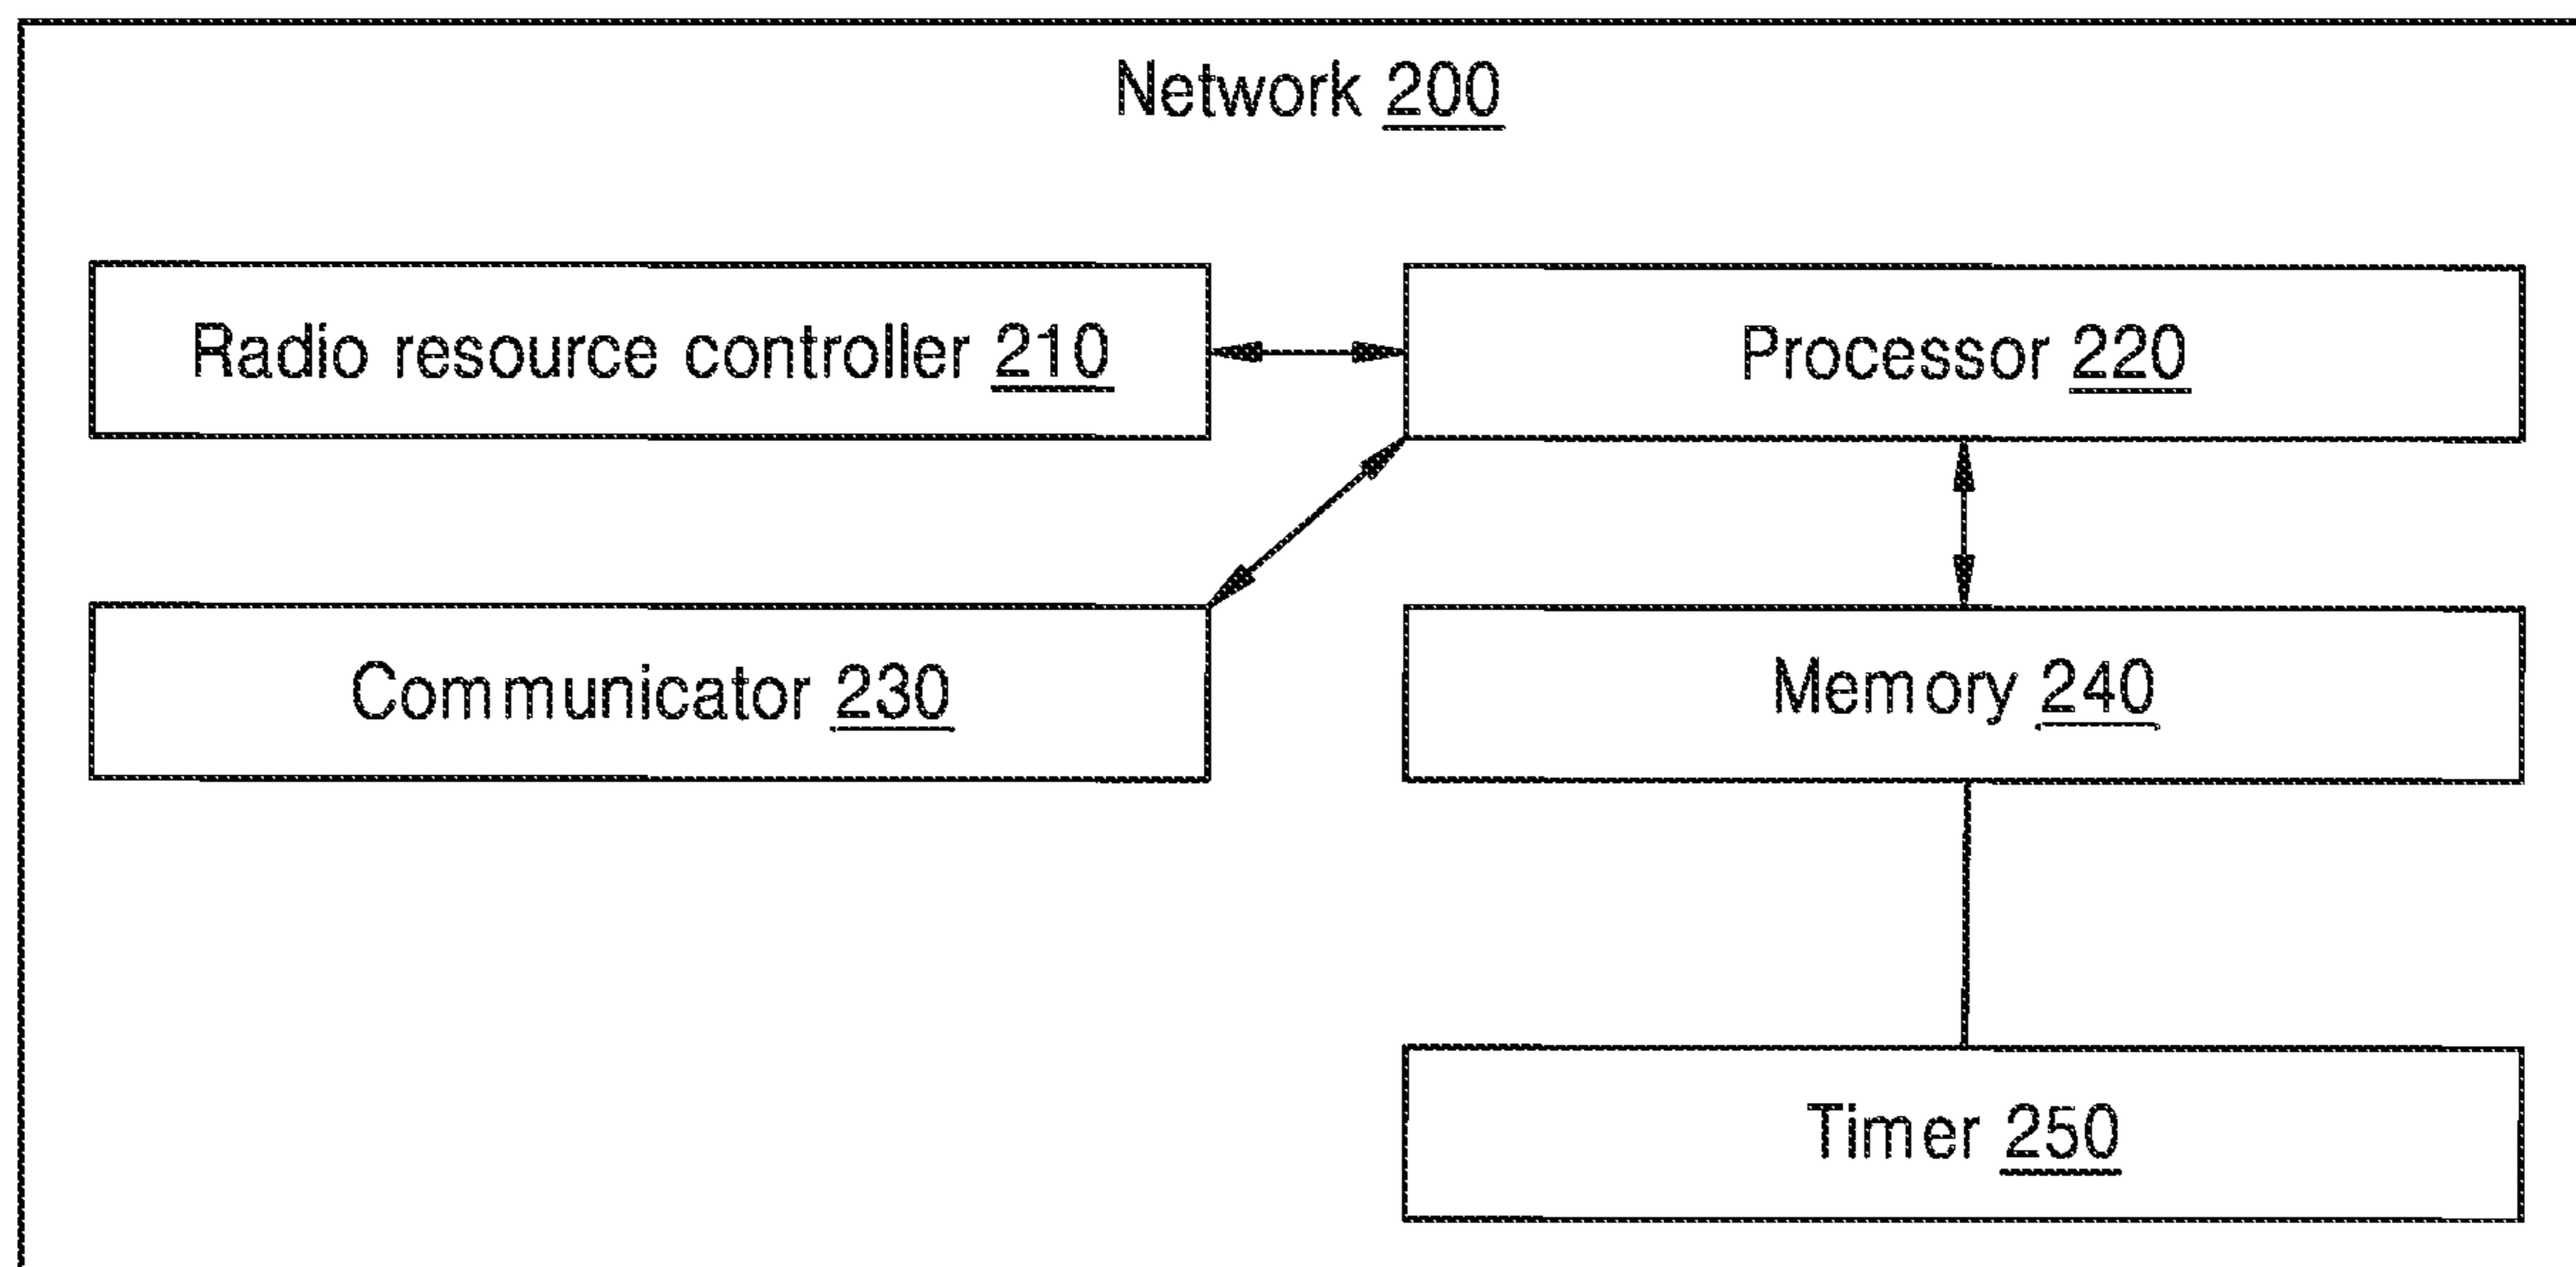 Network 200
Radio resource controller 210
Processor 220
Communicator 230
Memory 240
Timer 250